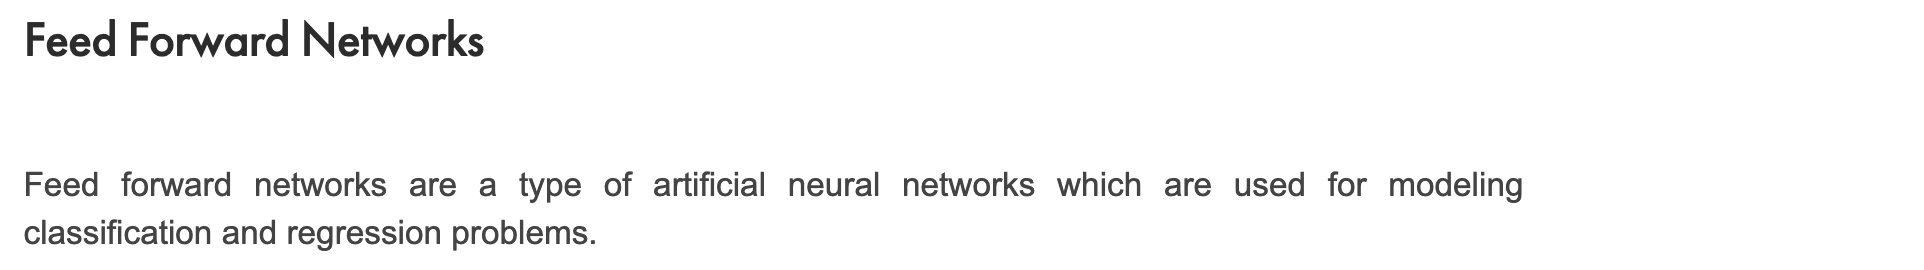 Feed Forward Networks
Feed forward networks are a type of artificial neural networks which are used for modeling
classification and regression problems.